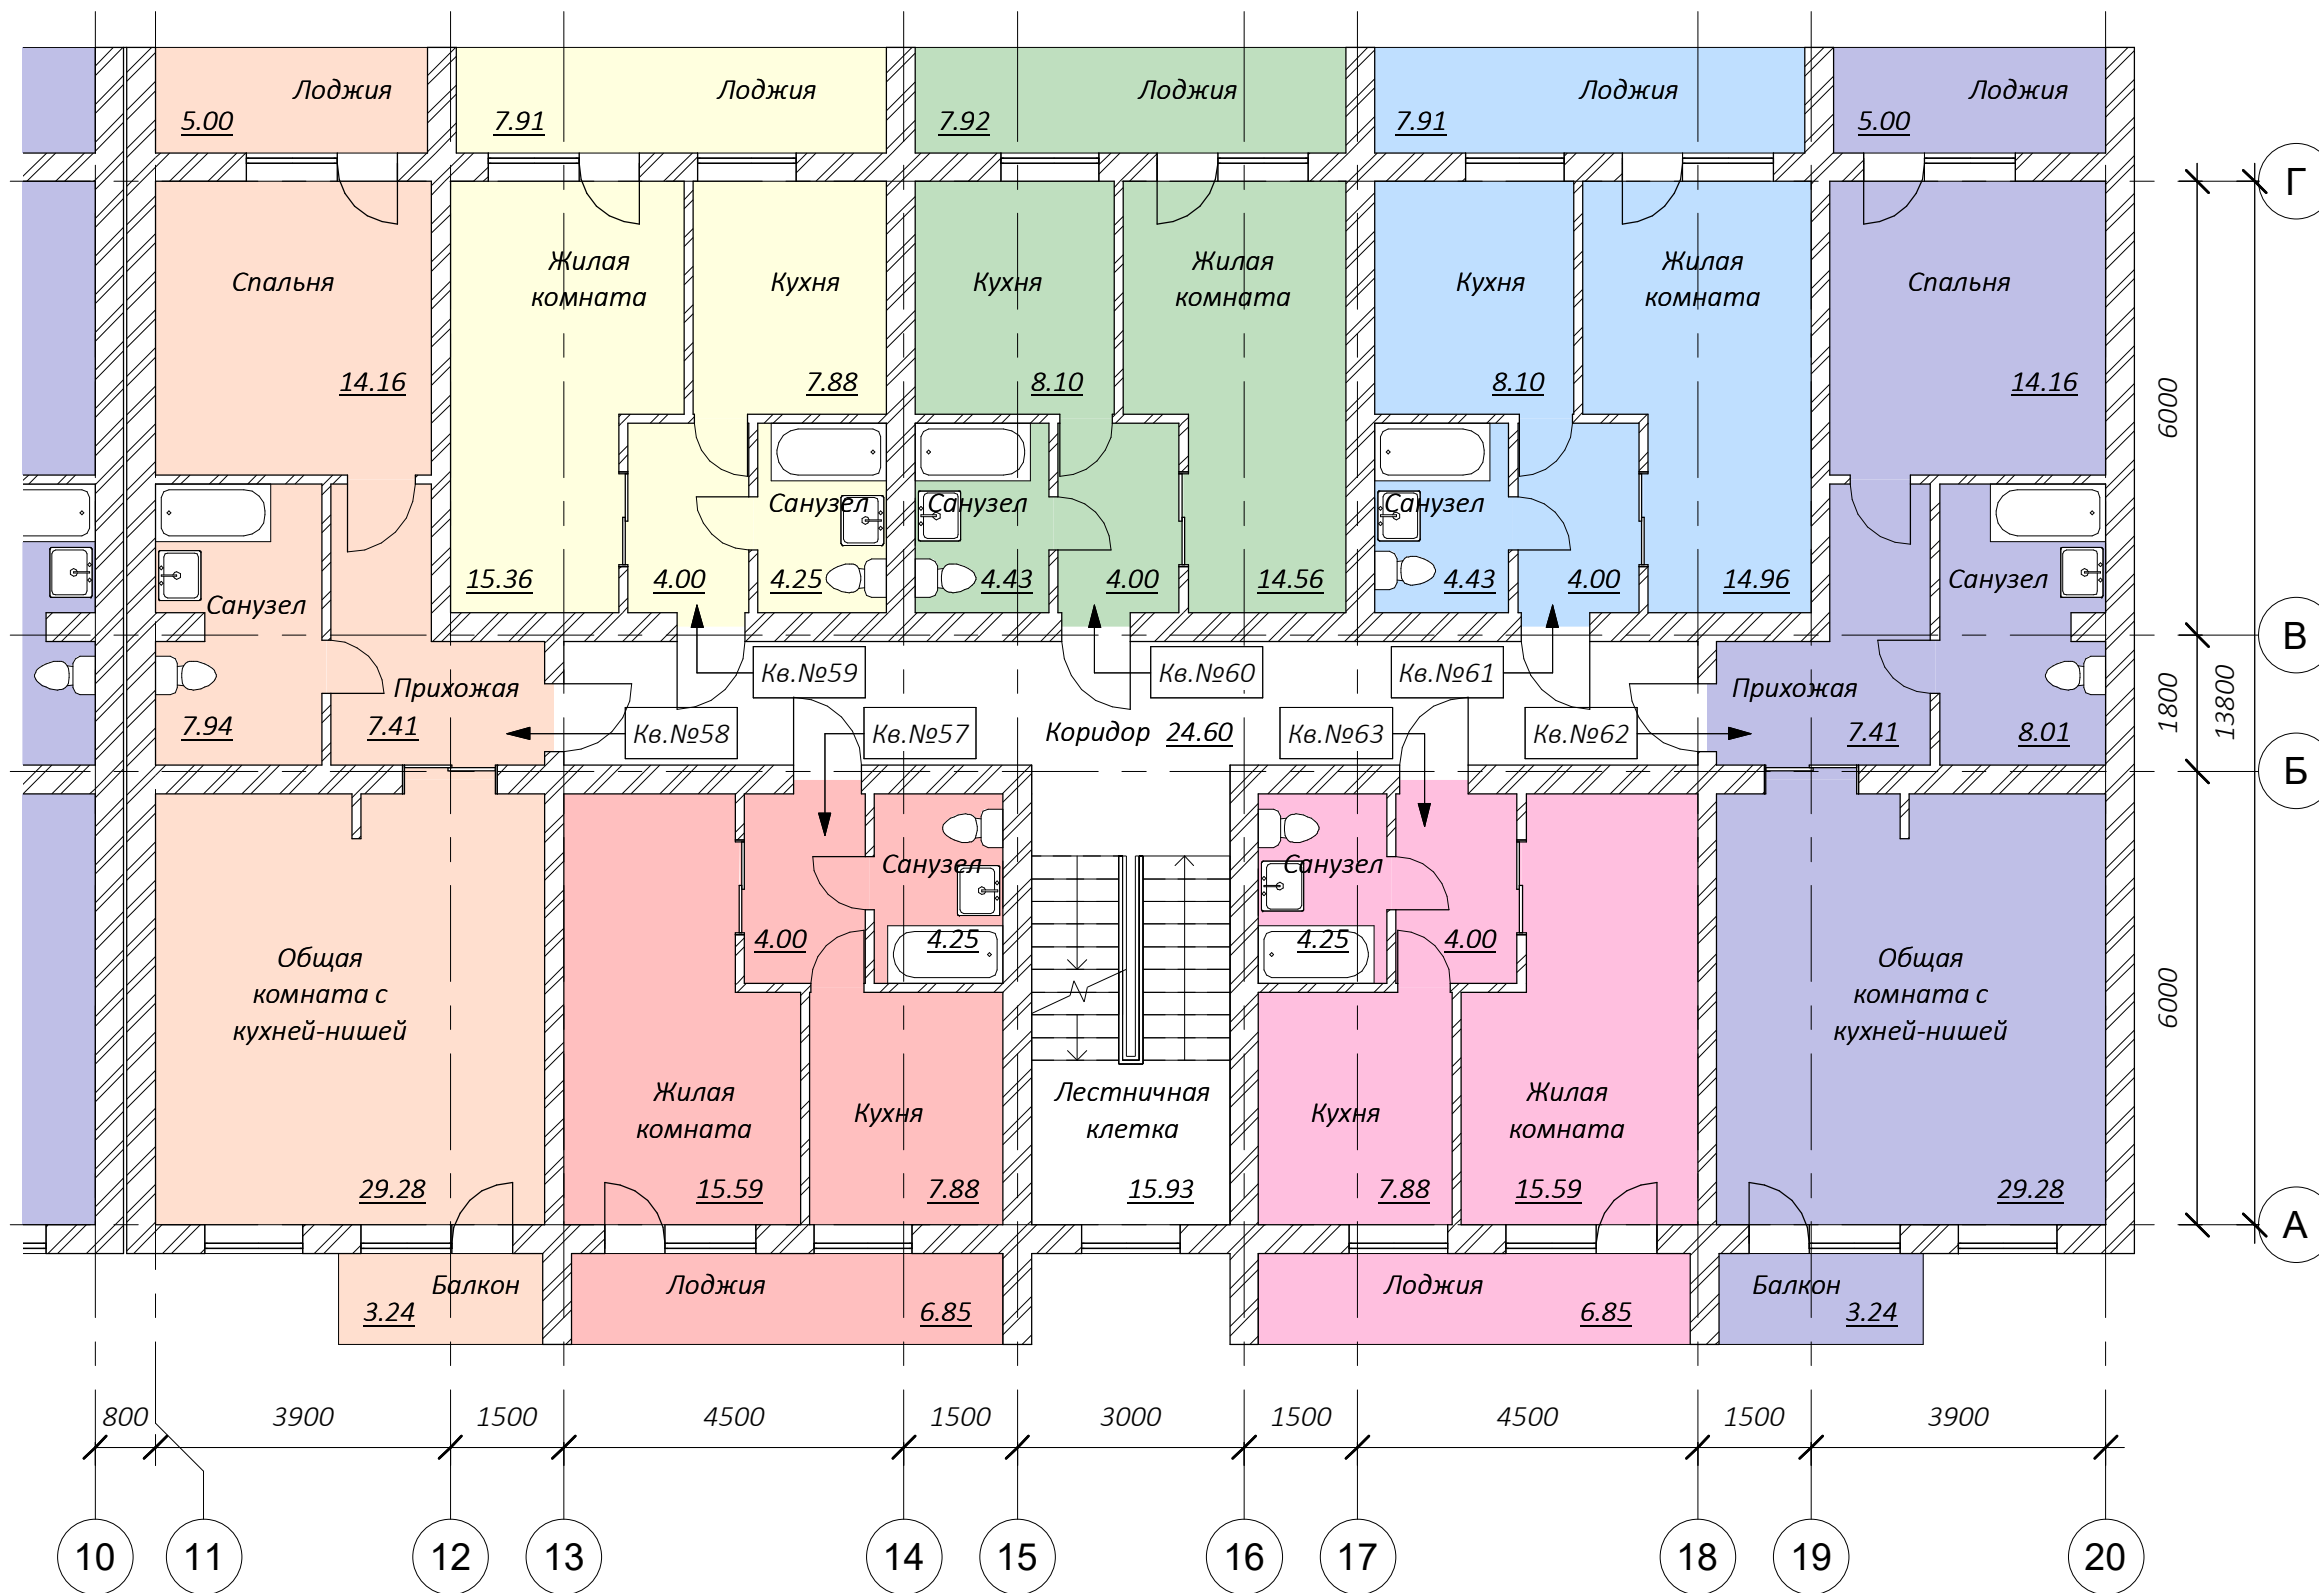 Лоджия
Лоджия
Лоджия
Лоджия
Лоджия
5.00
7.91
7.92
7.91
5.00
Г
Спальня
Жилая
комната
Кухня
Кухня
Жилая
комната
Кухня
Жилая
комната
Спальня
14.16
7.88
8.10
8.10
14.16
6000
Санузел
Санузел
Санузел
15.36
4.00
4.25
4.43
4.00
14.56
4.43
4.00
14.96
Санузел
Санузел
В
Кв.№59
Кв.№60
Кв.№61
Прихожая
Прихожая
1800
13800
7.94
7.41
Кв.№58
Кв.№57
Коридор 24.60
Кв.№63
Кв.№62
7.41
8.01
Б
Санузел
Санузел
4.00
4.25
4.25
4.00
Общая
комната с
кухней-нишей
Общая
комната с
кухней-нишей
6000
Жилая
комната
Кухня
Лестничная
клетка
Кухня
Жилая
комната
29.28
15.59
7.88
15.93
7.88
15.59
29.28
А
Балкон
Лоджия
Лоджия
Балкон
3.24
6.85
6.85
3.24
800
3900
1500
4500
1500
3000
1500
4500
1500
3900
10
11
12
13
14
15
16
17
18
19
20